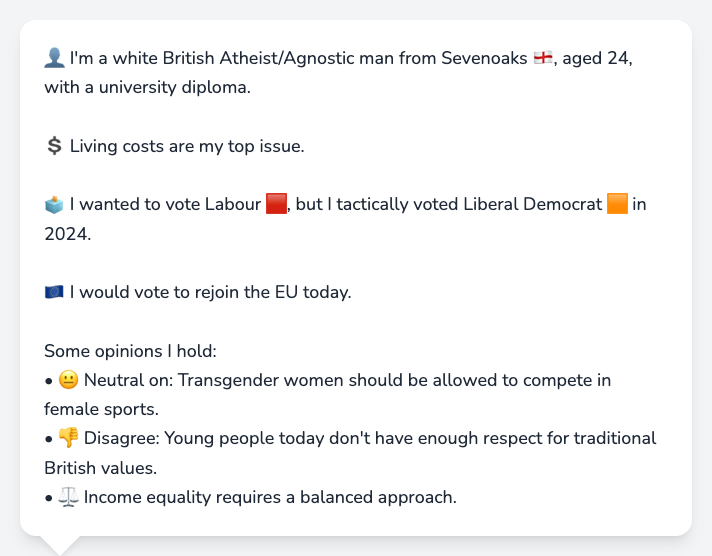 👤 I'm a white British Atheist/Agnostic man from Sevenoaks 🏴󠁧󠁢󠁥󠁮󠁧󠁿, aged 24,
with a university diploma.
💲 Living costs are my top issue.
🗳️ I wanted to vote Labour 🟥, but I tactically voted Liberal Democrat 🟧 in
2024.
🇪🇺 I would vote to rejoin the EU today.
Some opinions I hold:
• 😐 Neutral on: Transgender women should be allowed to compete in
female sports.
• 👎 Disagree: Young people today don't have enough respect for traditional
British values.
• ⚖️ Income equality requires a balanced approach.